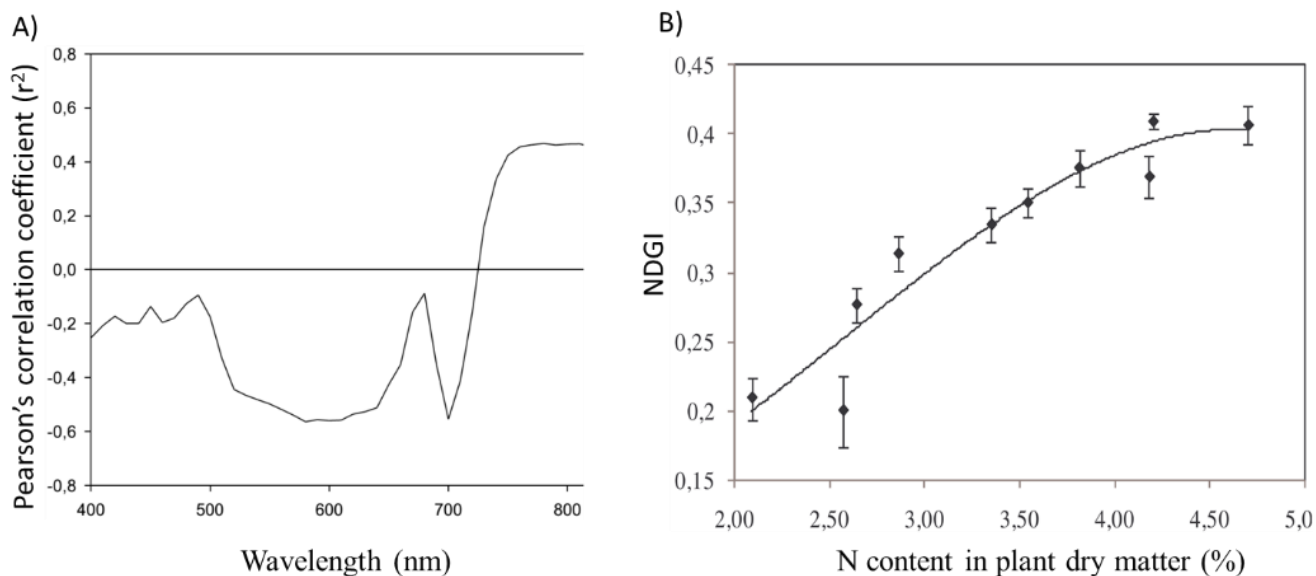 A)
Pearson's correlation coefficient (r²)
0,8
0,6
0,4
0,2
0,0
-0,2
-0,4
-0,6
-0,8
400 500 600 700 800
Wavelength (nm)
B)
NDGI
0,45
0,4
0,35
0,3
0,25
0,2
0,15
2,00 2,50 3,00 3,50 4,00 4,50 5,0
N content in plant dry matter (%)